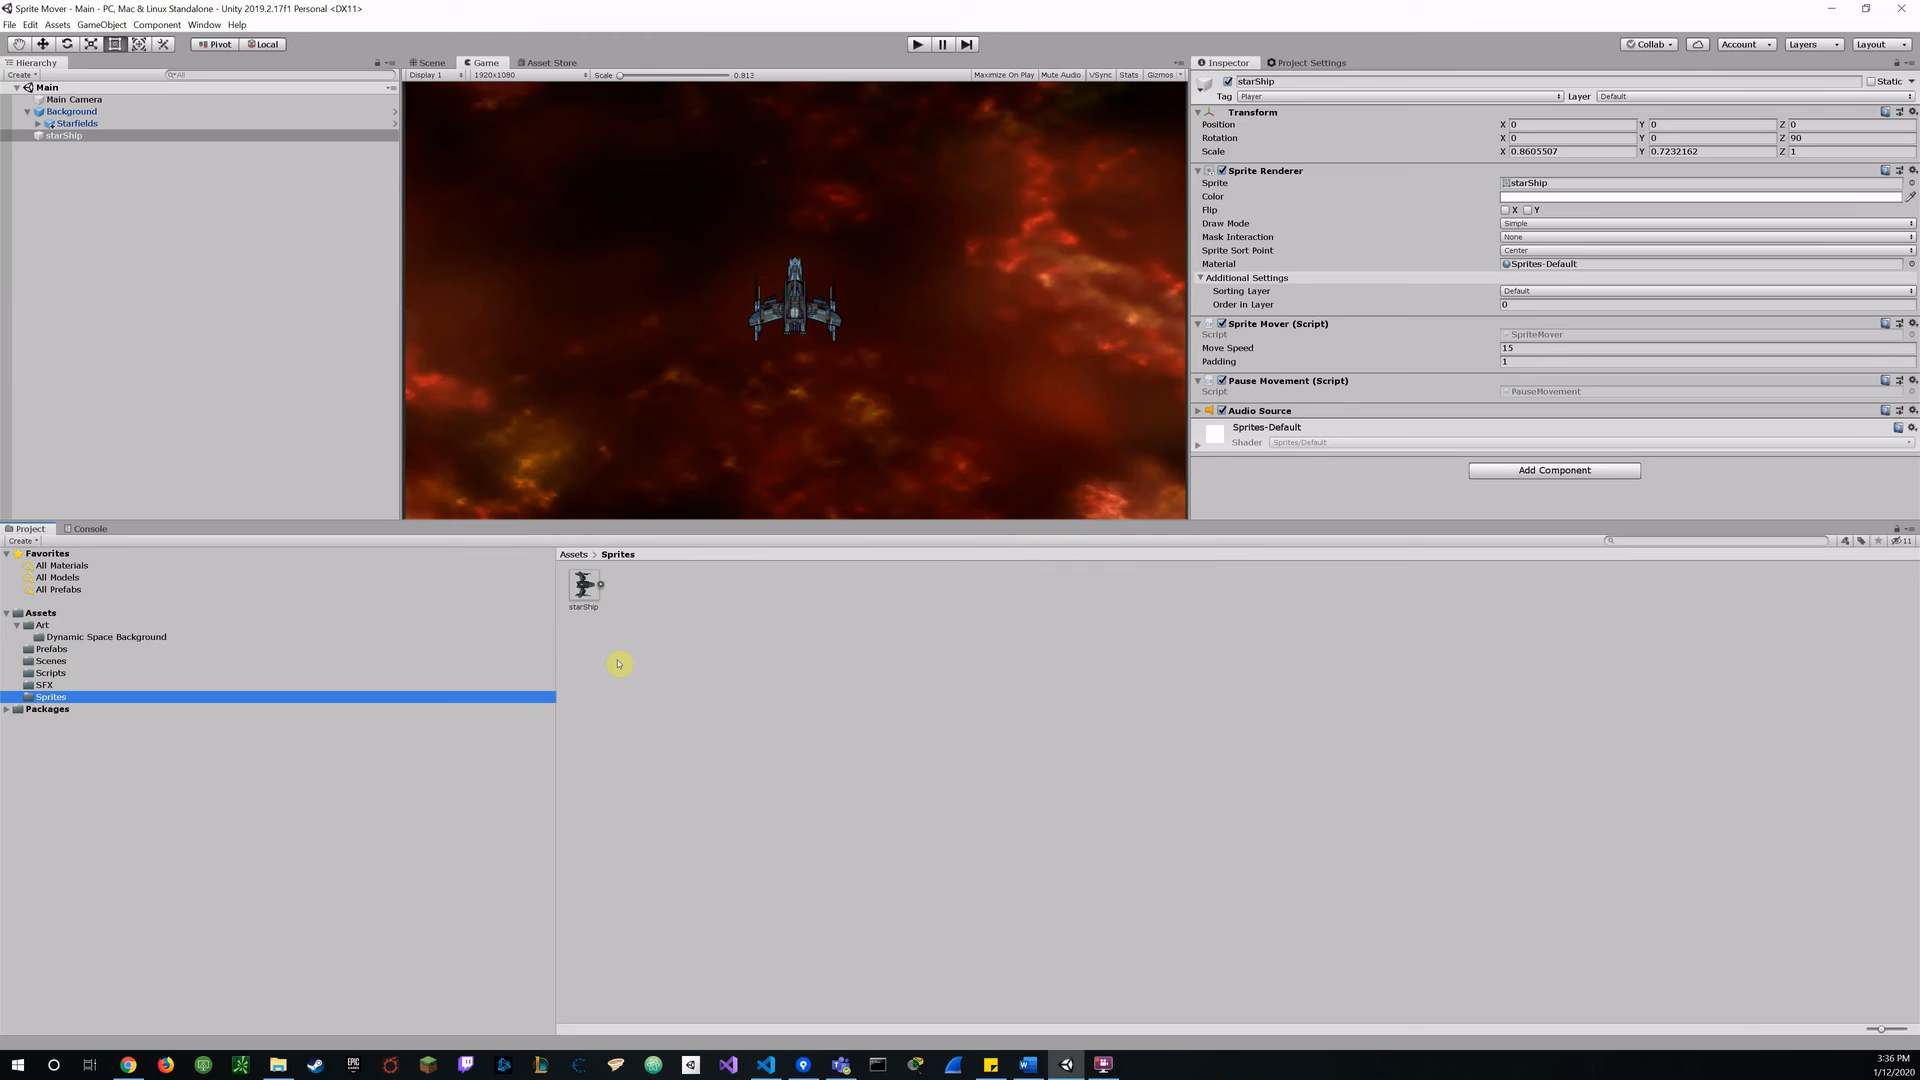 Sprite Mover - Main - PC, Mac & Linux Standalone - Unity 2019.2.17f1 Personal <DX11>
File Edit Assets GameObject Component Window Help
Pivot Local Collab Account Layers Layout
Hierarchy Scene Game Asset Store Inspector Project Settings
Create All Display 1 1920x1080 Scale 0.813 Maximize On Play Mute Audio VSync Stats Gizmos
starShip Static
Main
Tag Player Layer Default
Main Camera
Background
Transform
Starfields
Position X 0 Y 0 Z 0
starShip
Rotation X 0 Y 0 Z 90
Scale X 0.8605507 Y 0.7232162 Z 1
Sprite Renderer
Sprite starShip
Color
Flip X Y
Draw Mode Simple
Mask Interaction None
Sprite Sort Point Center
Material Sprites-Default
Additional Settings
Sorting Layer Default
Order in Layer 0
Sprite Mover (Script)
Script SpriteMover
Move Speed 15
Padding 1
Pause Movement (Script)
Script PauseMovement
Audio Source
Sprites-Default
Shader Sprites/Default
Add Component
Project Console
Create 11
Favorites
All Materials
All Models
All Prefabs
Assets
Art
Dynamic Space Background
Prefabs
Scenes
Scripts
SFX
Sprites
Packages
Assets > Sprites
starShip
3:36 PM
1/12/2020